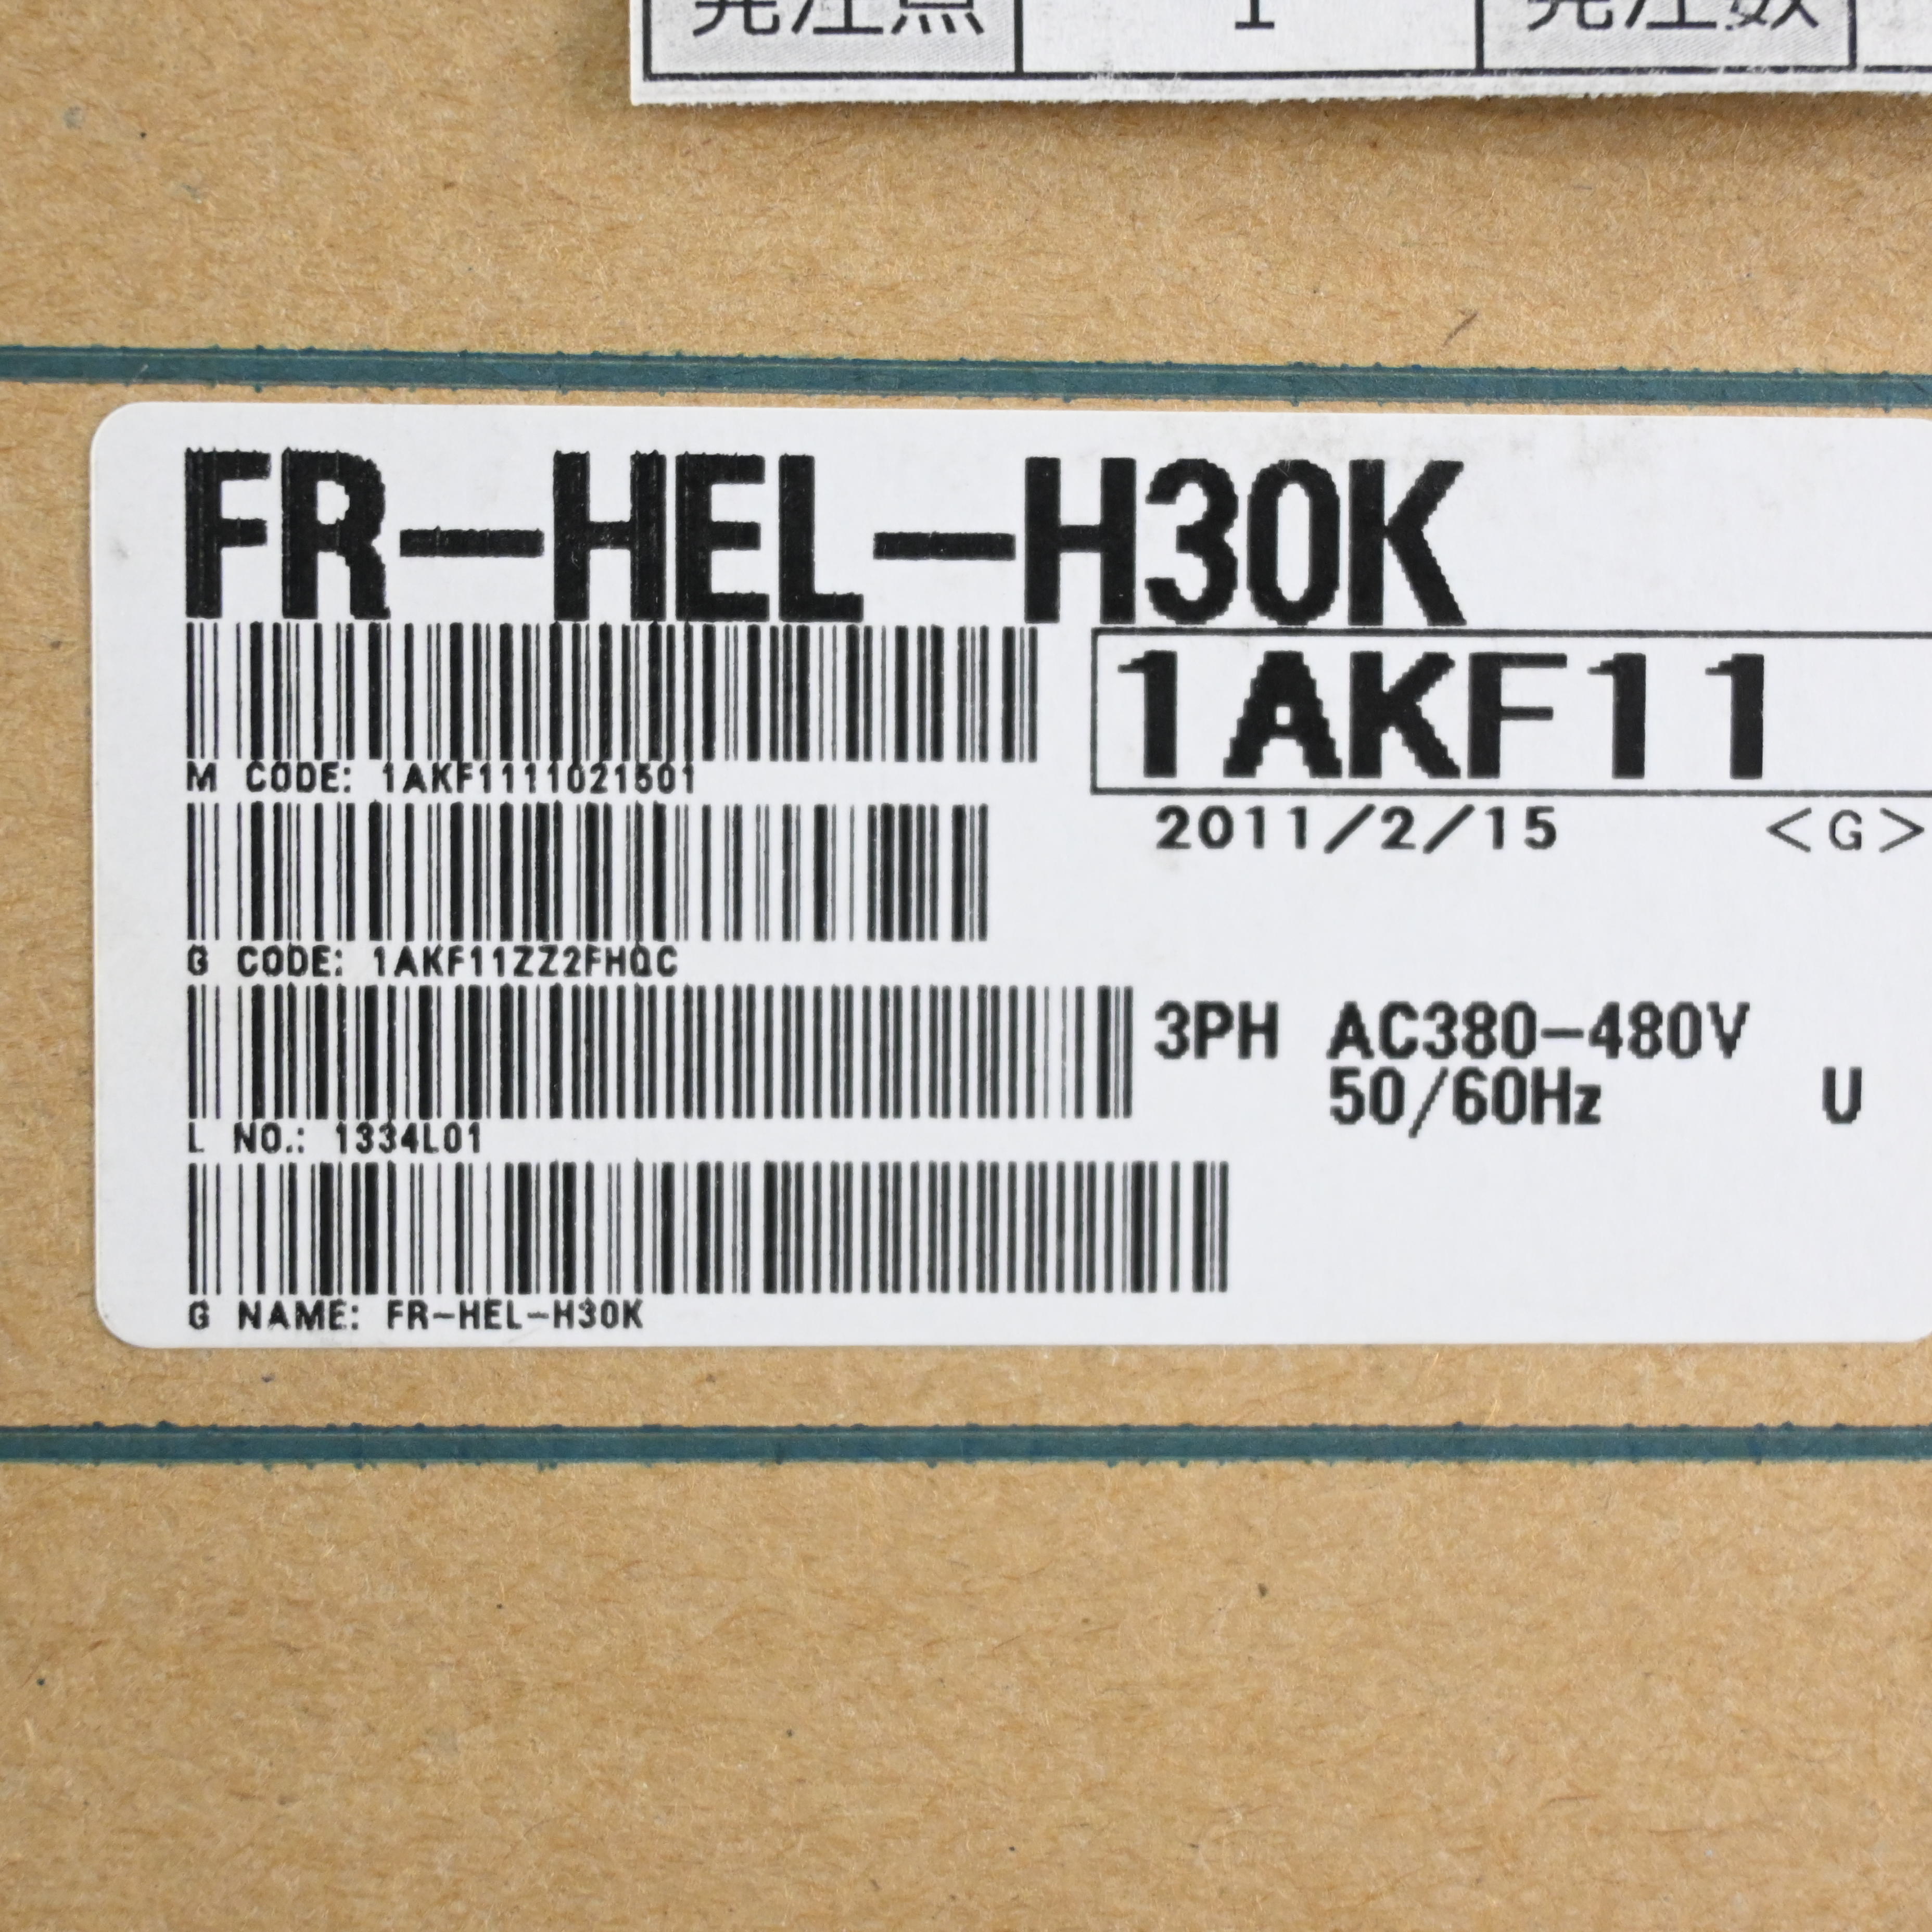 発注点 1 発注数
FR-HEL-H30K
1AKF11
M CODE: 1AKF1111021501
2011/2/15 <G>
G CODE: 1AKF11ZZ2FHQC
3PH AC380-480V
50/60Hz U
L NO.: 1334L01
G NAME: FR-HEL-H30K